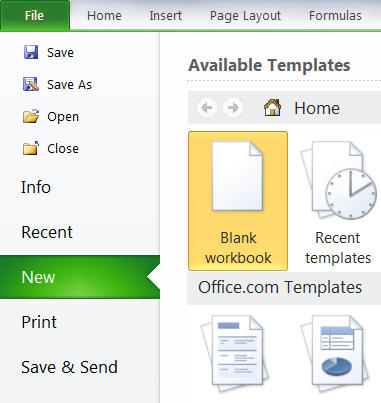 File Home Insert Page Layout Formulas
Save
Save As
Open
Close
Info
Recent
New
Print
Save & Send
Available Templates
Home
Blank workbook
Recent templates
Office.com Templates